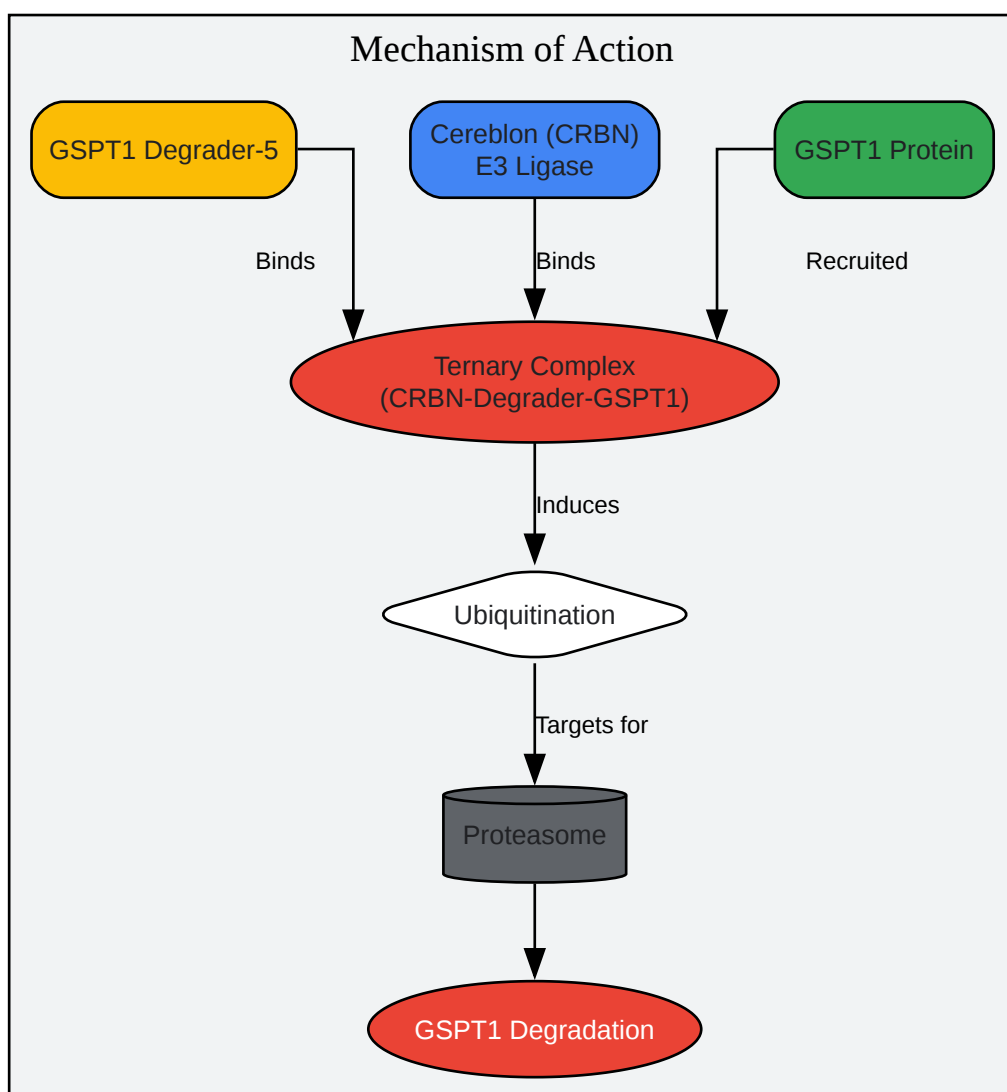 Mechanism of Action
GSPT1 Degrader-5
Cereblon (CRBN)
E3 Ligase
GSPT1 Protein
Binds
Binds
Recruited
Ternary Complex
(CRBN-Degrader-GSPT1)
Induces
Ubiquitination
Targets for
Proteasome
GSPT1 Degradation